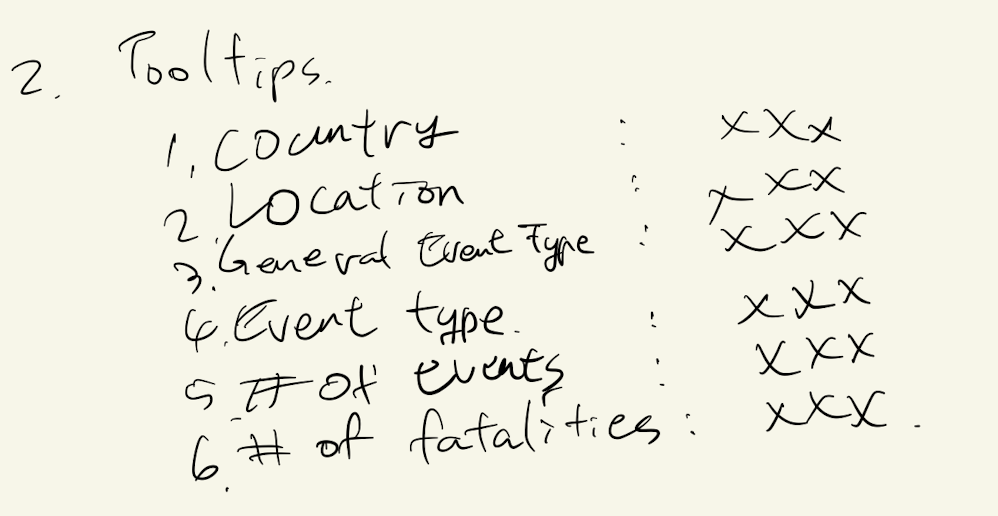 2. Tooltips.
1. Country : xxx
2. Location : xxx
3. General Event Type : xxx
4. Event type. : xxx
5. # of events : xxx
6. # of fatalities : xxx.